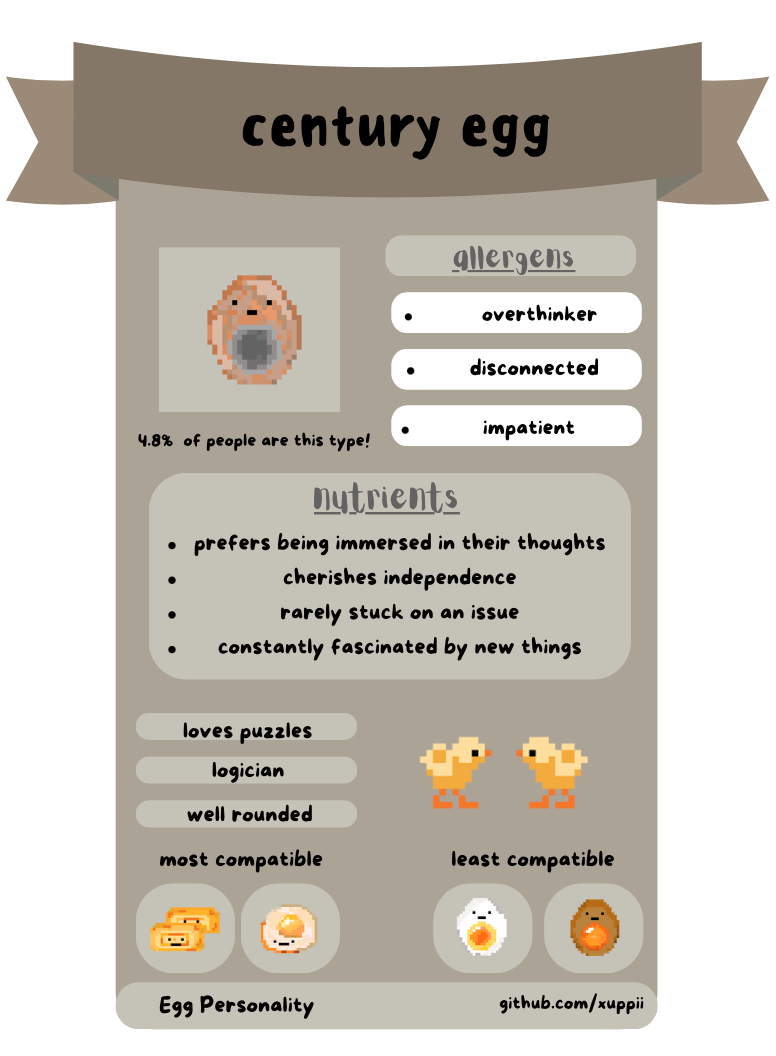 century egg
allergens
• overthinker
• disconnected
• impatient
4.8% of people are this type!
nutrients
• prefers being immersed in their thoughts
• cherishes independence
• rarely stuck on an issue
• constantly fascinated by new things
loves puzzles
logician
well rounded
most compatible
least compatible
Egg Personality
github.com/xuppii